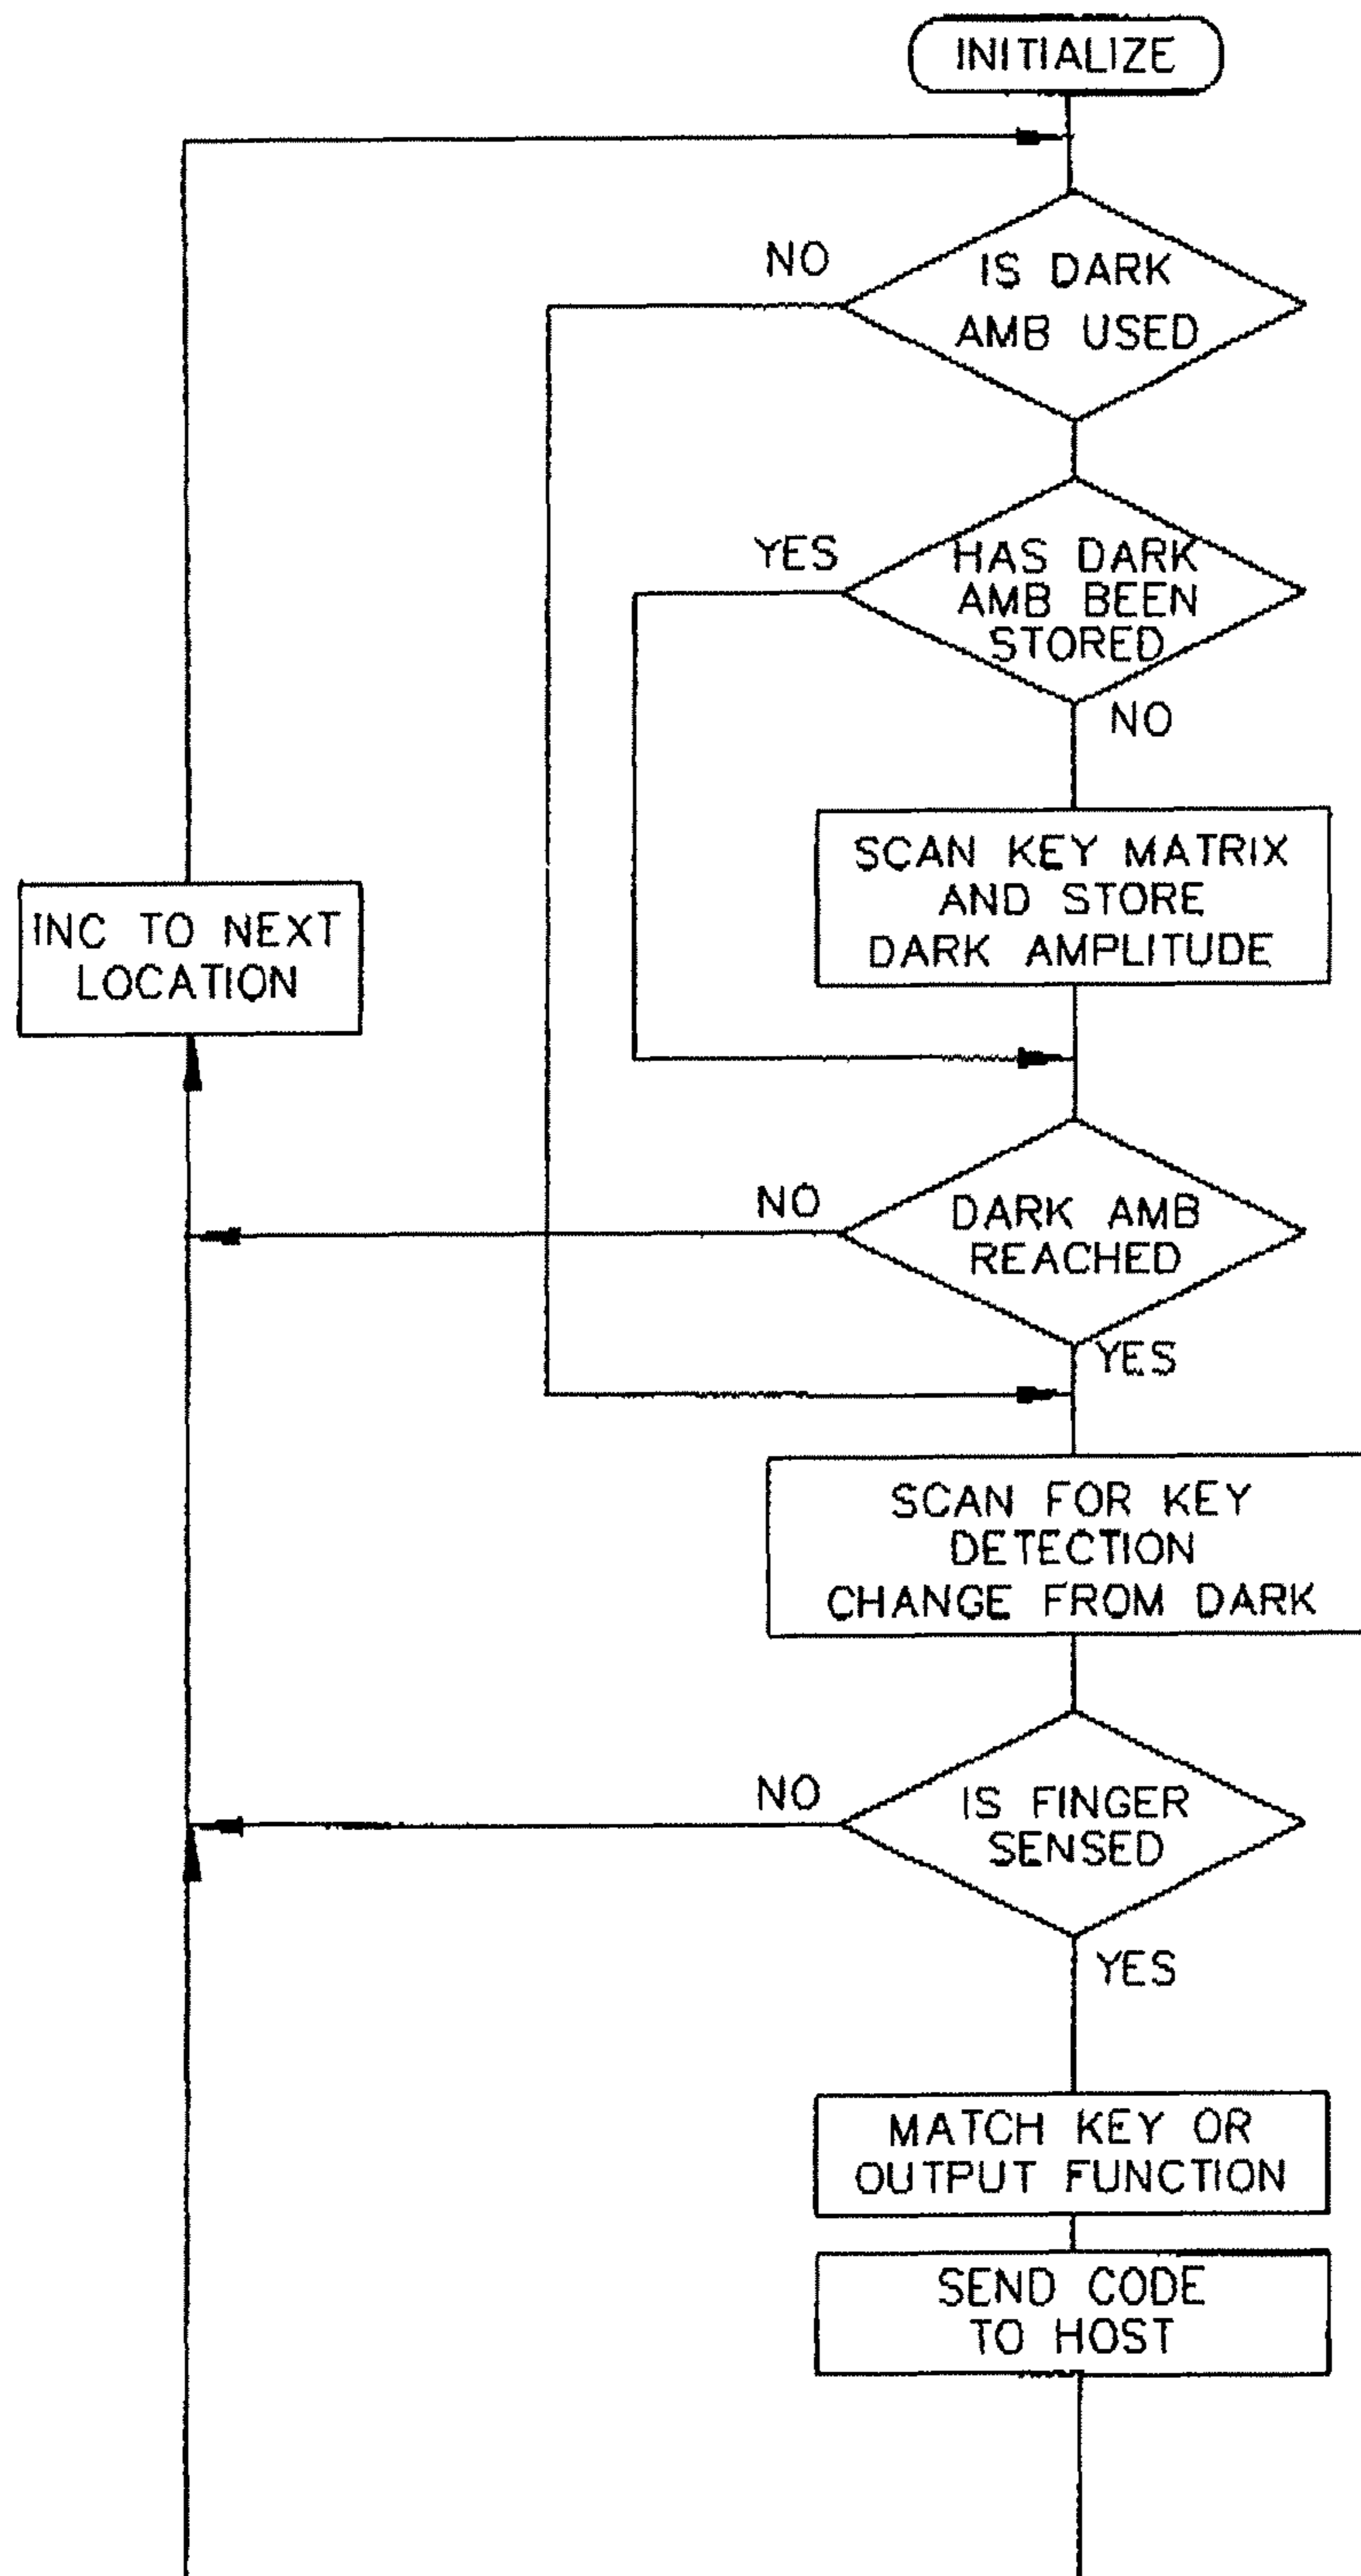 INITIALIZE
NO
IS DARK
AMB USED
YES
HAS DARK
AMB BEEN
STORED
NO
SCAN KEY MATRIX
AND STORE
DARK AMPLITUDE
INC TO NEXT
LOCATION
NO
DARK AMB
REACHED
YES
SCAN FOR KEY
DETECTION
CHANGE FROM DARK
NO
IS FINGER
SENSED
YES
MATCH KEY OR
OUTPUT FUNCTION
SEND CODE
TO HOST